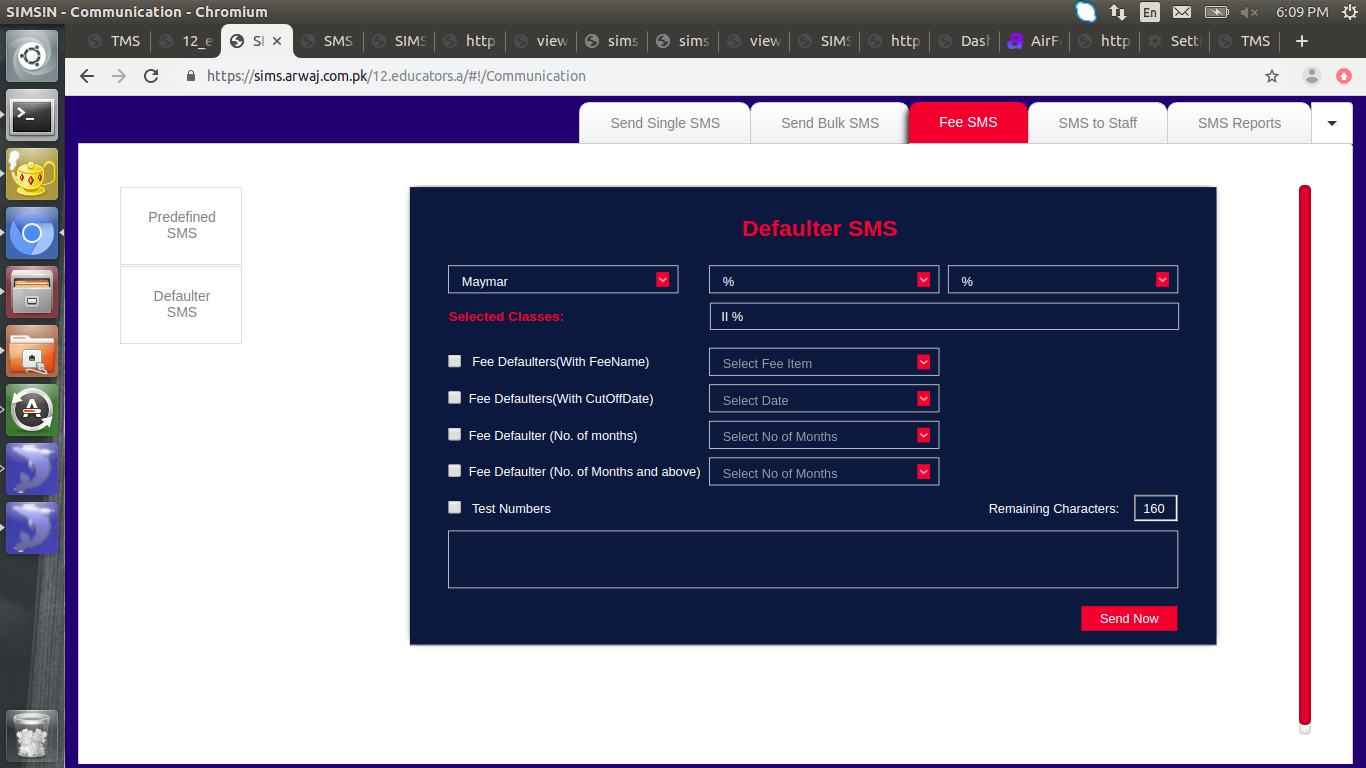 SIMS!N - Communication - Chromium
En
6:09 PM
TMS
12_e
SI
SMS
SIMS
http
view
sims
sims
view
SIMS
http
Dash
AirF
http
Setti
TMS
https://sims.arwaj.com.pk/12.educators.a/#!/Communication
Send Single SMS
Send Bulk SMS
Fee SMS
SMS to Staff
SMS Reports
Predefined
SMS
Defaulter
SMS
Defaulter SMS
Maymar
%
%
Selected Classes:
II %
Fee Defaulters(With FeeName)
Select Fee Item
Fee Defaulters(With CutOffDate)
Select Date
Fee Defaulter (No. of months)
Select No of Months
Fee Defaulter (No. of Months and above)
Select No of Months
Test Numbers
Remaining Characters:
160
Send Now